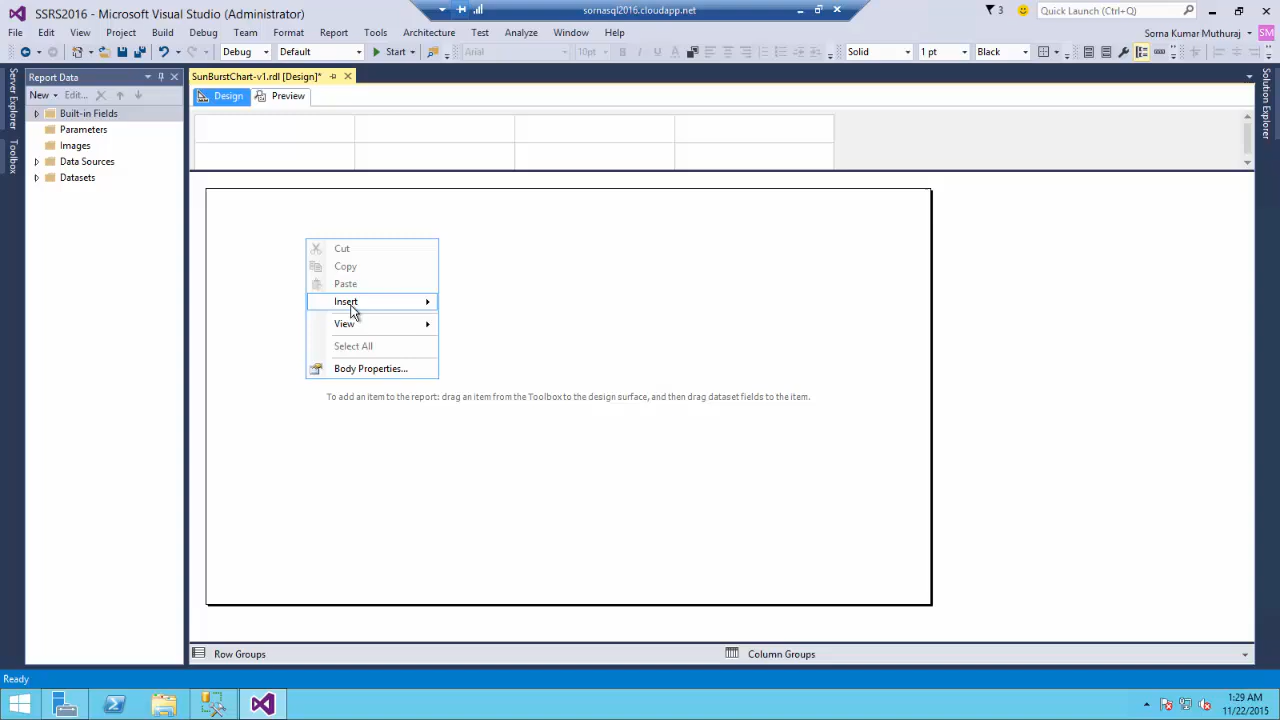 SSRS2016 - Microsoft Visual Studio (Administrator)
sornasql2016.cloudapp.net
3
Quick Launch (Ctrl+Q)
File Edit View Project Build Debug Team Format Report Tools Architecture Test Analyze Window Help
Sorna Kumar Muthuraj
SM
Debug Default Start Arial 10pt B I U A Solid 1 pt Black
Server Explorer
Toolbox
Report Data
New Edit...
Built-in Fields
Parameters
Images
Data Sources
Datasets
SunBurstChart-v1.rdl [Design]*
Design Preview
Cut
Copy
Paste
Insert
View
Select All
Body Properties...
To add an item to the report: drag an item from the Toolbox to the design surface, and then drag dataset fields to the item.
Solution Explorer
Row Groups
Column Groups
Ready
1:29 AM
11/22/2015